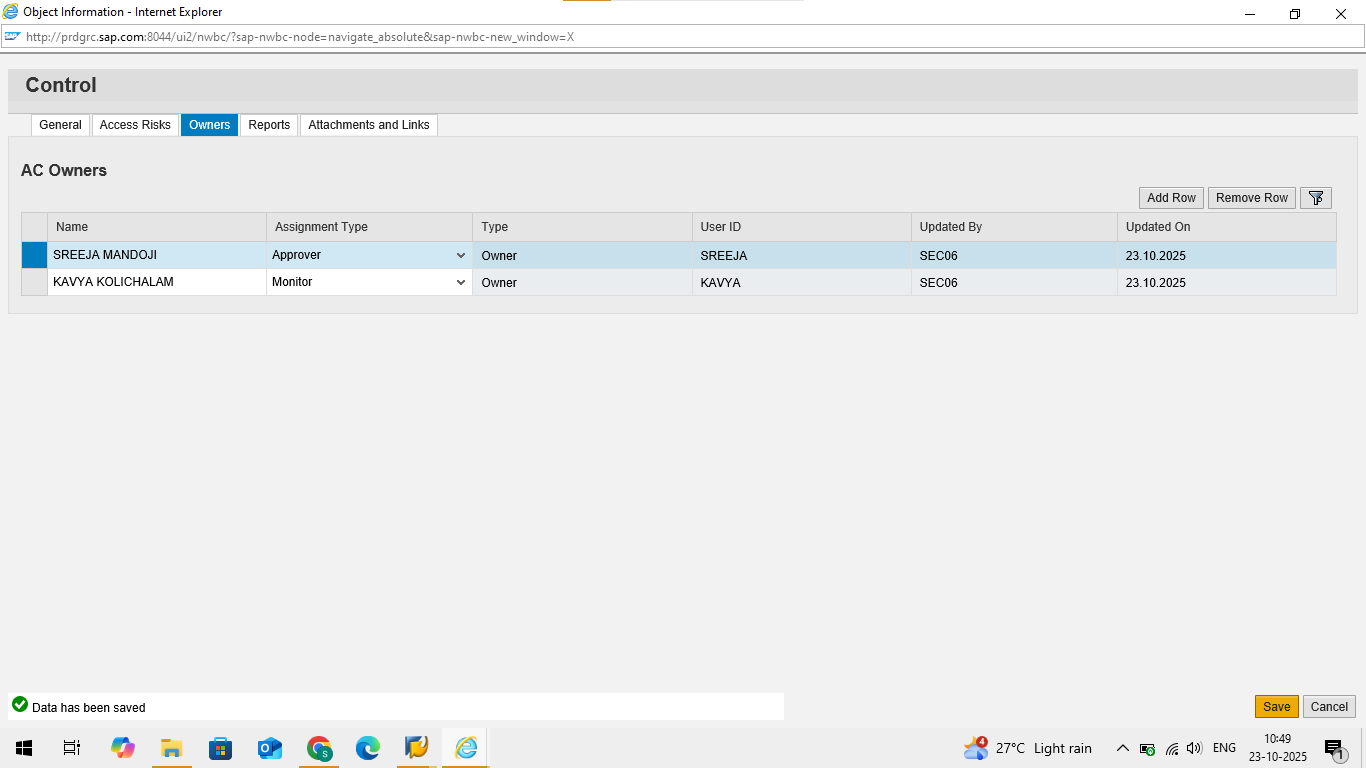 Object Information - Internet Explorer
http://prdgrc.sap.com:8044/ui2/nwbc/?sap-nwbc-node=navigate_absolute&sap-nwbc-new_window=X
Control
General Access Risks Owners Reports Attachments and Links
AC Owners
Add Row Remove Row
Name Assignment Type Type User ID Updated By Updated On
SREEJA MANDOJI Approver Owner SREEJA SEC06 23.10.2025
KAVYA KOLICHALAM Monitor Owner KAVYA SEC06 23.10.2025
Data has been saved
Save Cancel
S
4
27°C Light rain
ENG
10:49
23-10-2025
1